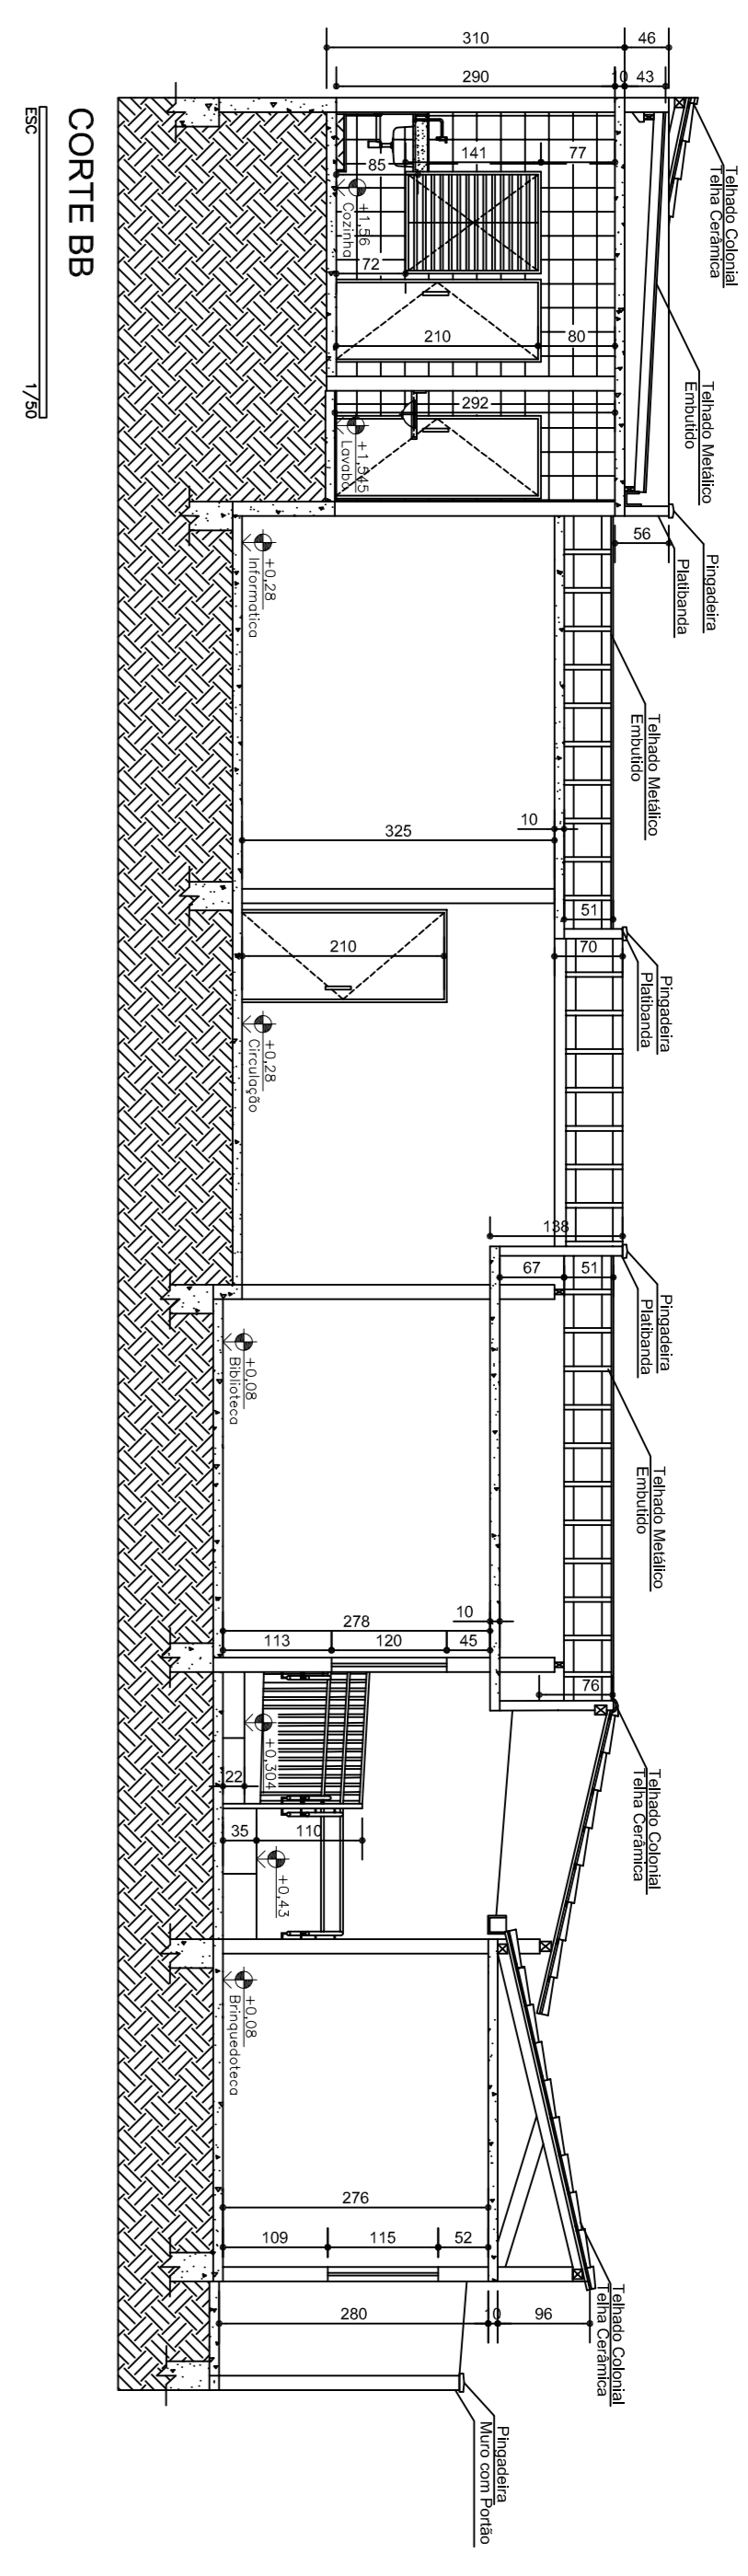 310
46
290
10
43
Telhado Colonial
Telha Cerâmica
85
141
77
+1,56
Cozinha
72
210
80
Telhado Metálico
Embutido
292
+1,545
Lavabo
56
Pingadeira
Platibanda
+0,28
Informatica
Telhado Metálico
Embutido
10
325
51
210
70
Pingadeira
Platibanda
+0,28
Circulação
138
67
51
Pingadeira
Platibanda
+0,08
Biblioteca
Telhado Metálico
Embutido
10
278
113
120
45
76
+0,304
22
Telhado Colonial
Telha Cerâmica
35
110
+0,43
+0,08
Brinquedoteca
276
109
115
52
280
10
96
Telhado Colonial
Telha Cerâmica
Pingadeira
Muro com Portão
CORTE BB
ESC
1/50